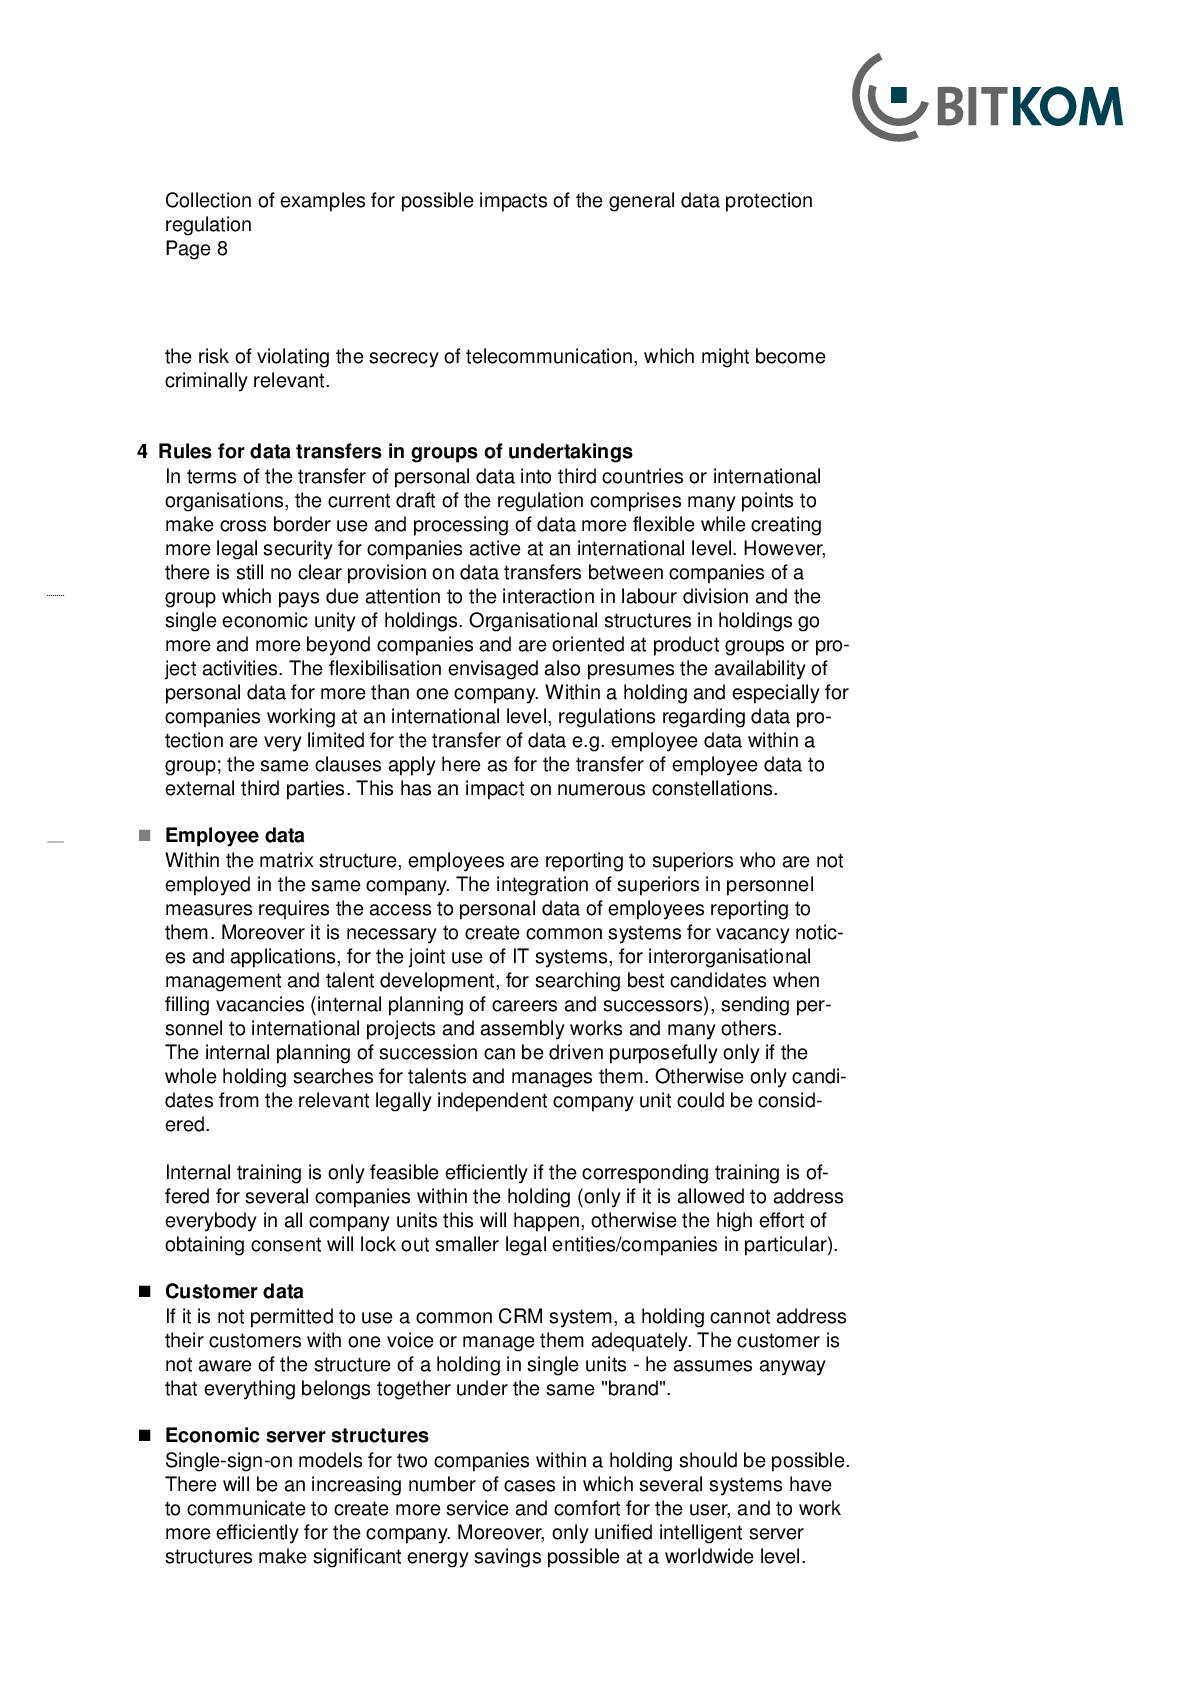 BITKOM
Collection of examples for possible impacts of the general data protection
regulation
Page 8
the risk of violating the secrecy of telecommunication, which might become
criminally relevant.
4 Rules for data transfers in groups of undertakings
In terms of the transfer of personal data into third countries or international
organisations, the current draft of the regulation comprises many points to
make cross border use and processing of data more flexible while creating
more legal security for companies active at an international level. However,
there is still no clear provision on data transfers between companies of a
group which pays due attention to the interaction in labour division and the
single economic unity of holdings. Organisational structures in holdings go
more and more beyond companies and are oriented at product groups or pro-
ject activities. The flexibilisation envisaged also presumes the availability of
personal data for more than one company. Within a holding and especially for
companies working at an international level, regulations regarding data pro-
tection are very limited for the transfer of data e.g. employee data within a
group; the same clauses apply here as for the transfer of employee data to
external third parties. This has an impact on numerous constellations.
■ Employee data
Within the matrix structure, employees are reporting to superiors who are not
employed in the same company. The integration of superiors in personnel
measures requires the access to personal data of employees reporting to
them. Moreover it is necessary to create common systems for vacancy notic-
es and applications, for the joint use of IT systems, for interorganisational
management and talent development, for searching best candidates when
filling vacancies (internal planning of careers and successors), sending per-
sonnel to international projects and assembly works and many others.
The internal planning of succession can be driven purposefully only if the
whole holding searches for talents and manages them. Otherwise only candi-
dates from the relevant legally independent company unit could be consid-
ered.
Internal training is only feasible efficiently if the corresponding training is of-
fered for several companies within the holding (only if it is allowed to address
everybody in all company units this will happen, otherwise the high effort of
obtaining consent will lock out smaller legal entities/companies in particular).
■ Customer data
If it is not permitted to use a common CRM system, a holding cannot address
their customers with one voice or manage them adequately. The customer is
not aware of the structure of a holding in single units - he assumes anyway
that everything belongs together under the same "brand".
■ Economic server structures
Single-sign-on models for two companies within a holding should be possible.
There will be an increasing number of cases in which several systems have
to communicate to create more service and comfort for the user, and to work
more efficiently for the company. Moreover, only unified intelligent server
structures make significant energy savings possible at a worldwide level.